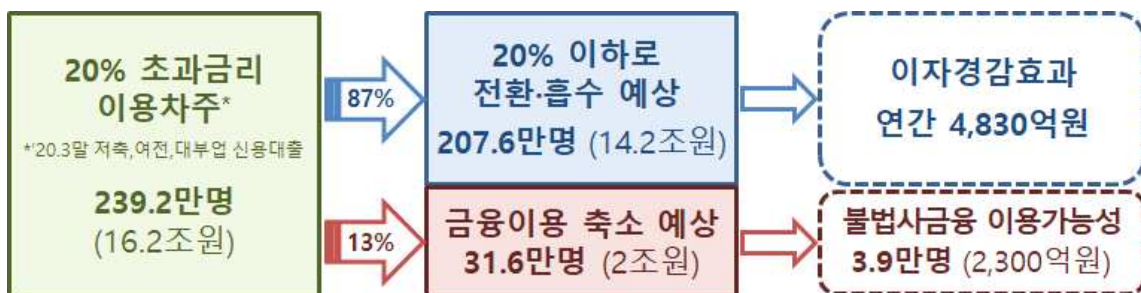 20% 초과금리
이용차주*
*'20.3말 저축,여전,대부업 신용대출
239.2만명
(16.2조원)
87%
20% 이하로
전환·흡수 예상
207.6만명 (14.2조원)
이자경감효과
연간 4,830억원
13%
금융이용 축소 예상
31.6만명 (2조원)
불법사금융 이용가능성
3.9만명 (2,300억원)